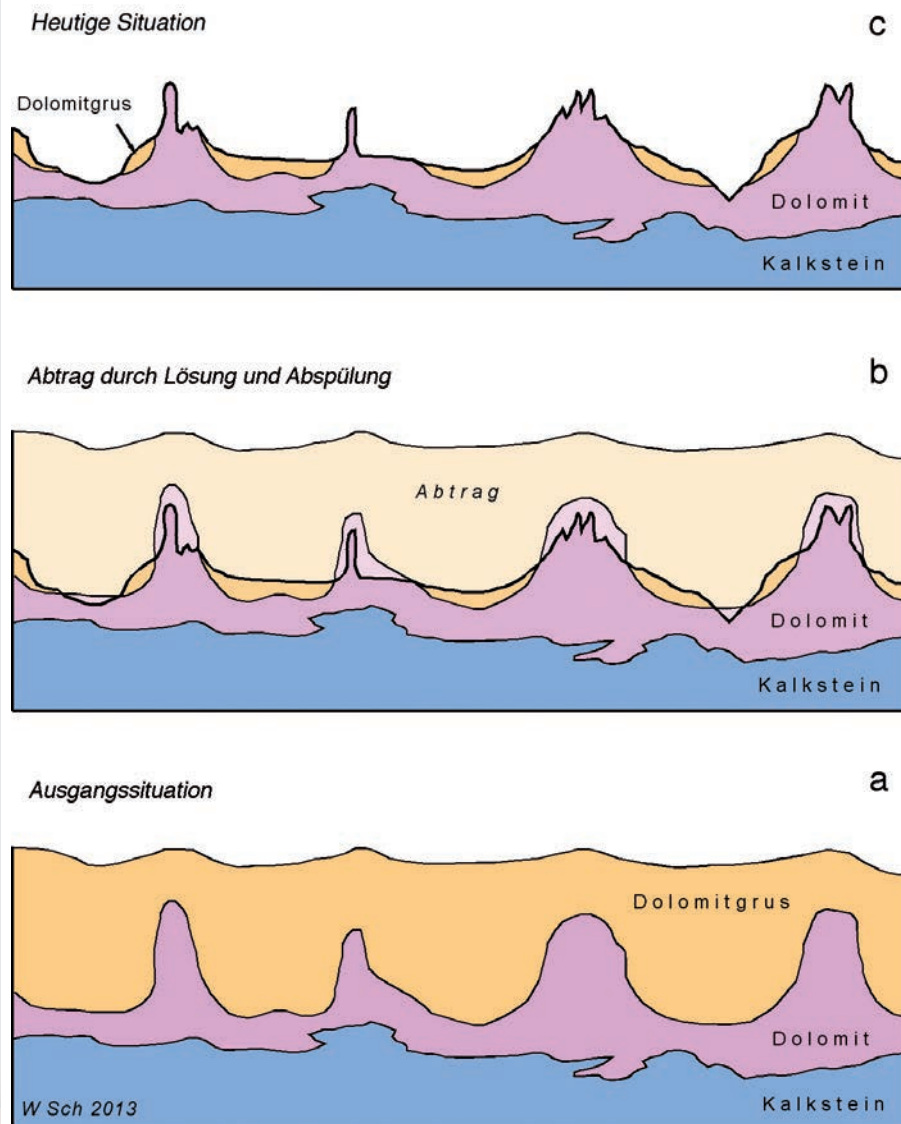 Heutige Situation
c
Dolomitgrus
Dolomit
Kalkstein
Abtrag durch Lösung und Abspülung
b
Abtrag
Dolomit
Kalkstein
Ausgangssituation
a
Dolomitgrus
Dolomit
Kalkstein
W Sch 2013